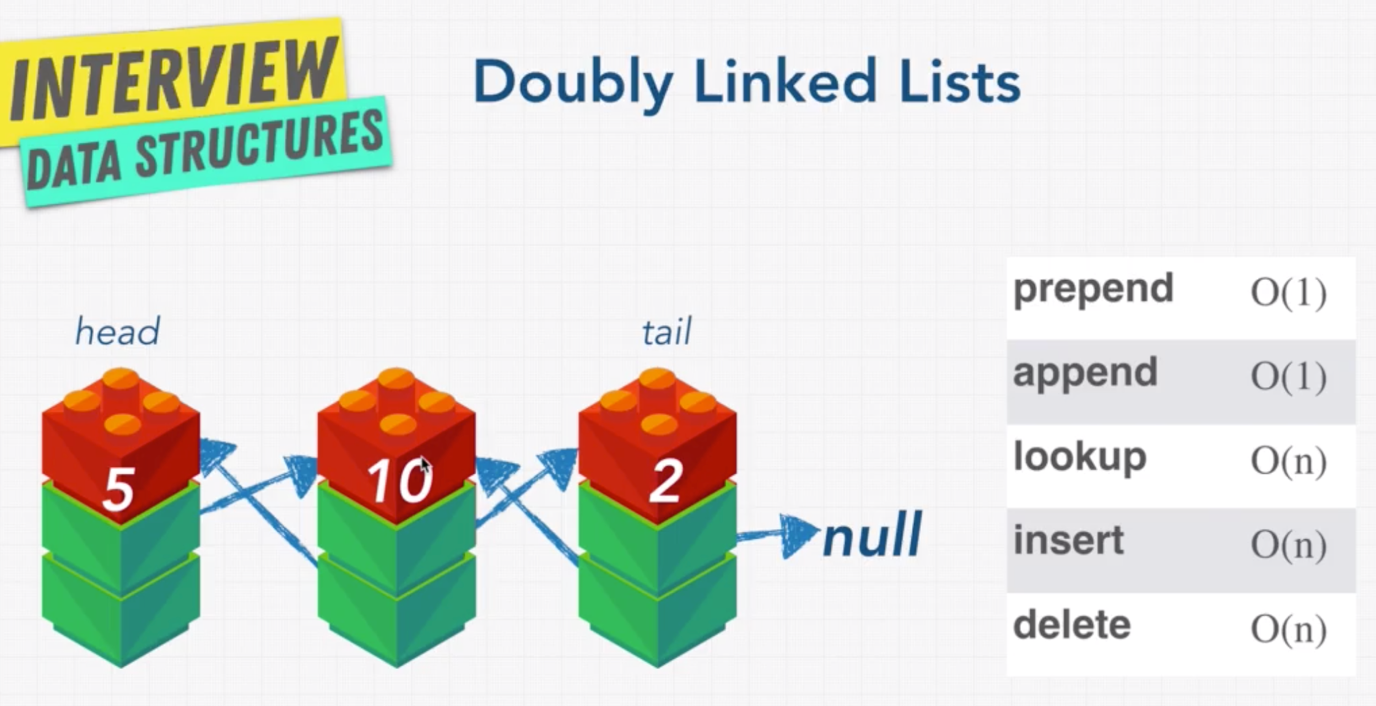 INTERVIEW
DATA STRUCTURES
Doubly Linked Lists
head
tail
5
10
2
null
prepend O(1)
append O(1)
lookup O(n)
insert O(n)
delete O(n)